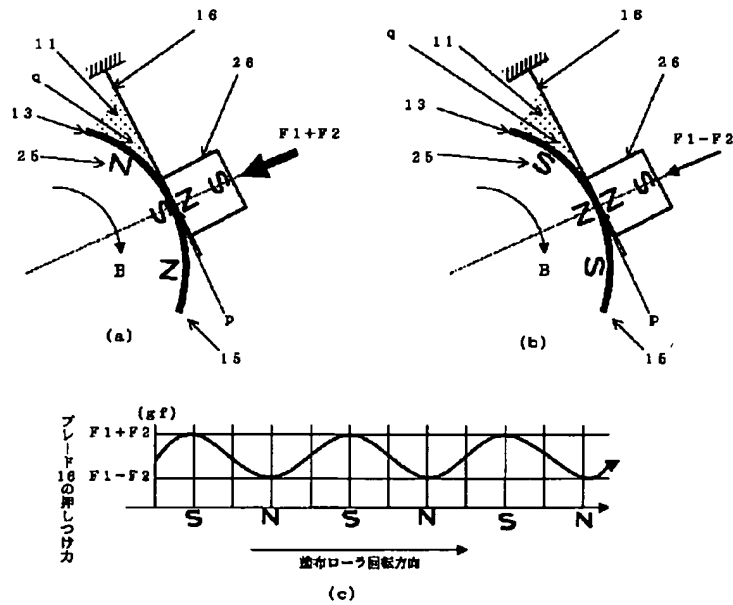 16
11
q
26
13
25
F1+F2
N
S
N
S
N
B
P
(a)
15
16
q
11
26
13
25
F1-F2
S
N
N
S
S
B
P
(b)
15
(gf)
F1+F2
F1-F2
ブレード16の押しつけ力
S N S N S N
塗布ローラ回転方向
(c)